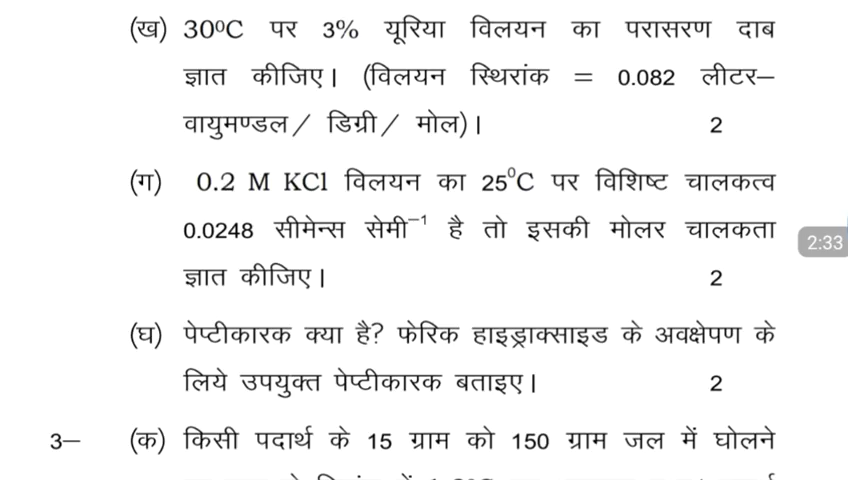 (ख) 30⁰C पर 3% यूरिया विलयन का परासरण दाब
ज्ञात कीजिए। (विलयन स्थिरांक = 0.082 लीटर–
वायुमण्डल/ डिग्री/ मोल)। 2
(ग) 0.2 M KCl विलयन का 25⁰C पर विशिष्ट चालकत्व
0.0248 सीमेन्स सेमी⁻¹ है तो इसकी मोलर चालकता
2:33
ज्ञात कीजिए। 2
(घ) पेप्टीकारक क्या है? फेरिक हाइड्राक्साइड के अवक्षेपण के
लिये उपयुक्त पेप्टीकारक बताइए। 2
3– (क) किसी पदार्थ के 15 ग्राम को 150 ग्राम जल में घोलने